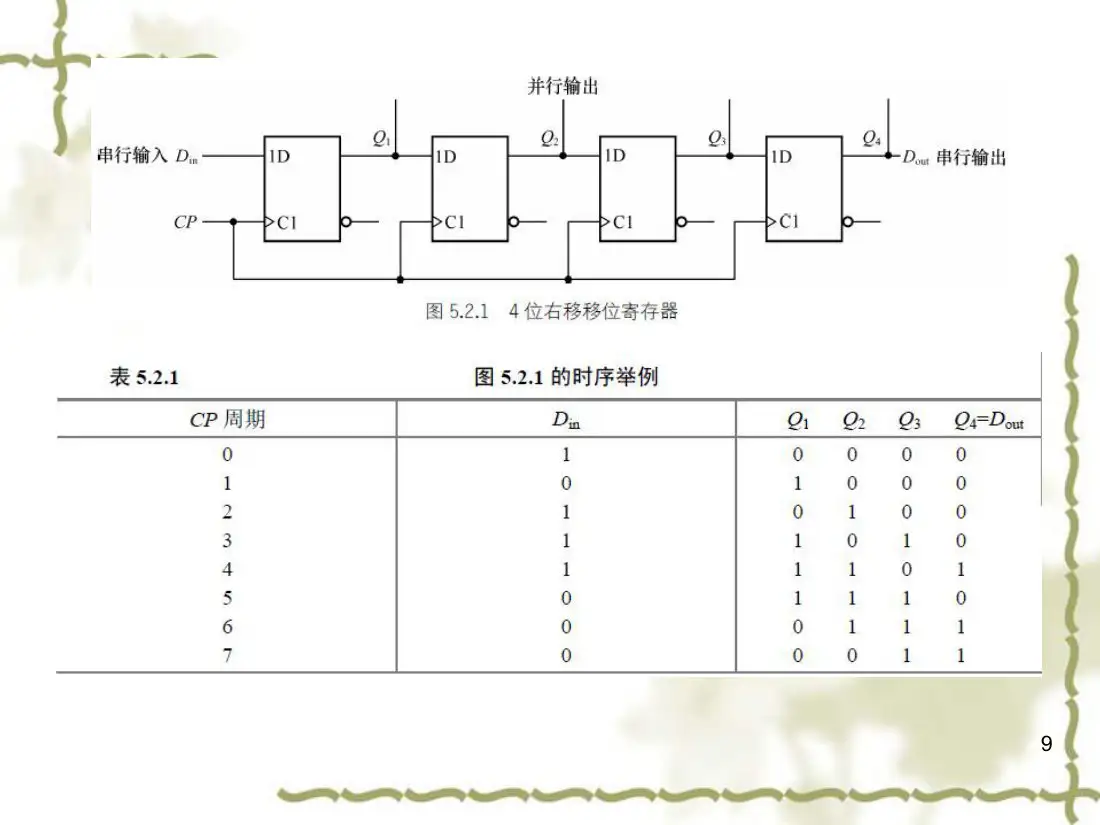 并行输出
Q1 Q2 Q3 Q4
串行输入 Din 1D 1D 1D 1D Dout 串行输出
CP C1 C1 C1 C1
图 5.2.1 4 位右移移位寄存器
表 5.2.1 图 5.2.1 的时序举例
CP 周期 Din Q1 Q2 Q3 Q4=Dout
0 1 0 0 0 0
1 0 1 0 0 0
2 1 0 1 0 0
3 1 1 0 1 0
4 1 1 1 0 1
5 0 1 1 1 0
6 0 0 1 1 1
7 0 0 0 1 1
9